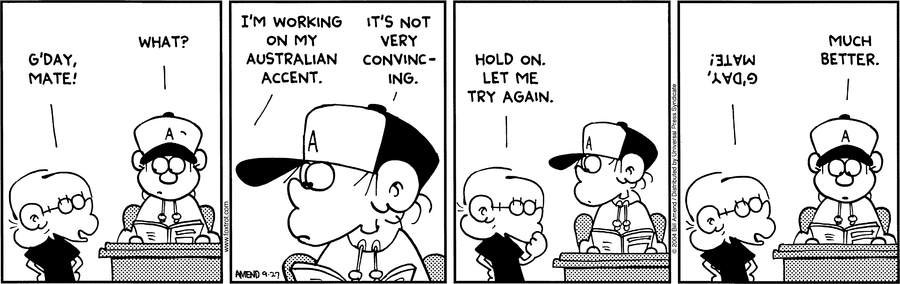 G'DAY,
MATE!
WHAT?
A
www.foxtrot.com
I'M WORKING
ON MY
AUSTRALIAN
ACCENT.
IT'S NOT
VERY
CONVINC-
ING.
A
AMEND 9-27
HOLD ON.
LET ME
TRY AGAIN.
A
© 2004 Bill Amend / Distributed by Universal Press Syndicate
G'DAY,
MATE!
MUCH
BETTER.
A